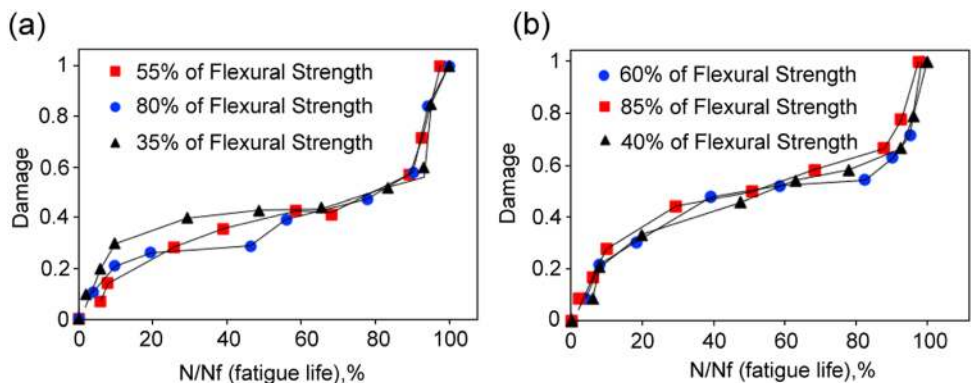 (a)
1
0.8
0.6
0.4
0.2
0
0 20 40 60 80 100
Damage
N/Nf (fatigue life),%
55% of Flexural Strength
80% of Flexural Strength
35% of Flexural Strength
(b)
1
0.8
0.6
0.4
0.2
0
0 20 40 60 80 100
Damage
N/Nf (fatigue life),%
60% of Flexural Strength
85% of Flexural Strength
40% of Flexural Strength